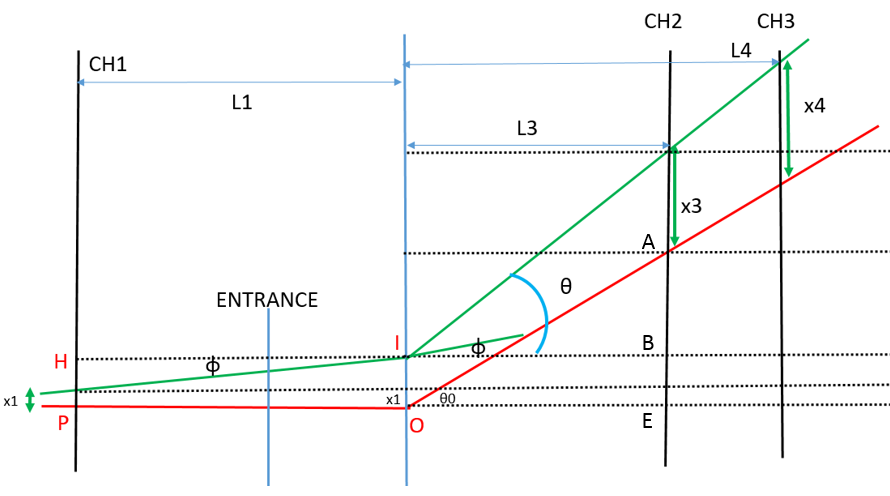 CH2
CH3
CH1
L4
L1
x4
L3
x3
A
θ
ENTRANCE
H
ϕ
I
ϕ
B
x1
P
x1
O
θ0
E